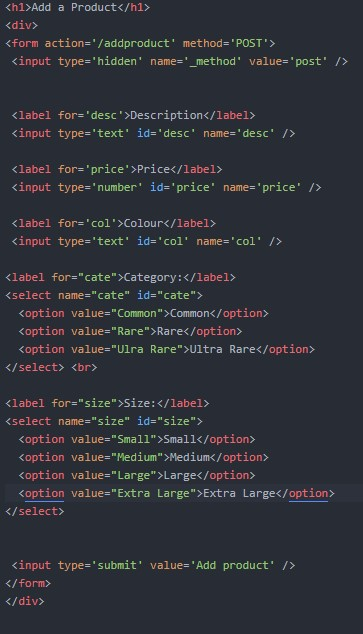 <h1>Add a Product</h1>
<div>
<form action='/addproduct' method='POST'>
<input type='hidden' name='_method' value='post' />
<label for='desc'>Description</label>
<input type='text' id='desc' name='desc' />
<label for='price'>Price</label>
<input type='number' id='price' name='price' />
<label for='col'>Colour</label>
<input type='text' id='col' name='col' />
<label for="cate">Category:</label>
<select name="cate" id="cate">
<option value="Common">Common</option>
<option value="Rare">Rare</option>
<option value="Ulra Rare">Ultra Rare</option>
</select> <br>
<label for="size">Size:</label>
<select name="size" id="size">
<option value="Small">Small</option>
<option value="Medium">Medium</option>
<option value="Large">Large</option>
<option value="Extra Large">Extra Large</option>
</select>
<input type='submit' value='Add product' />
</form>
</div>